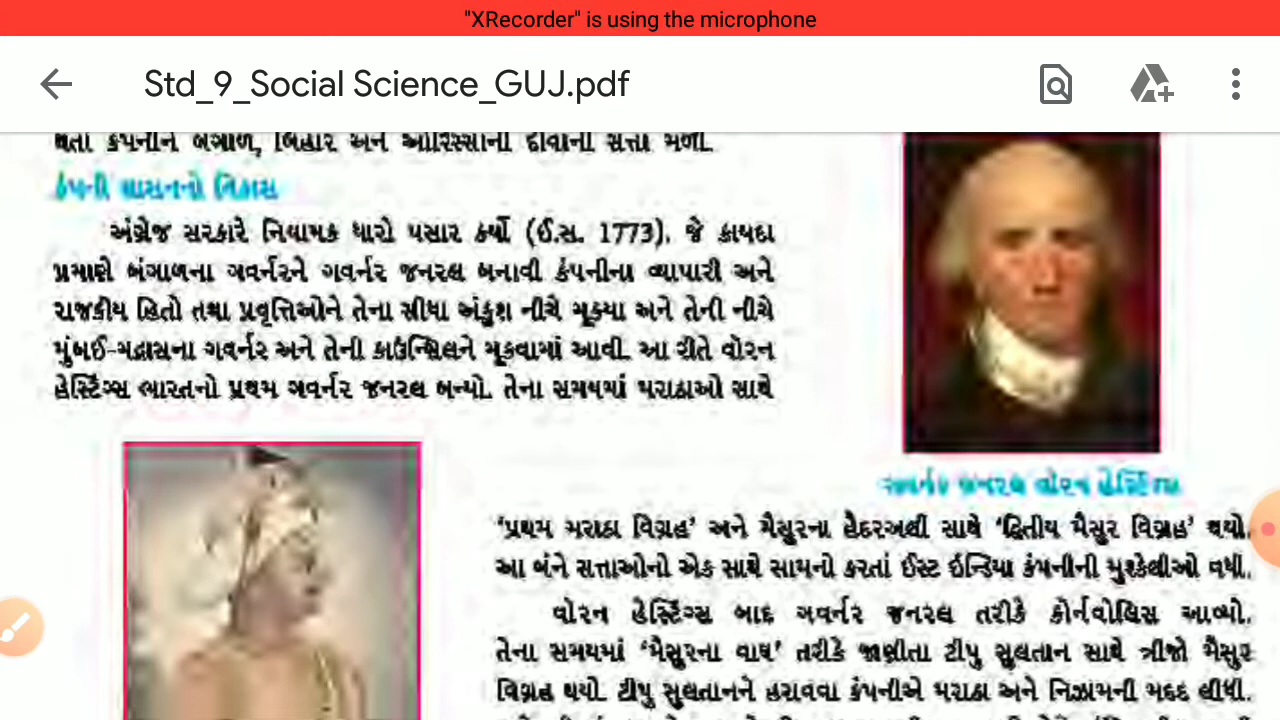 "XRecorder" is using the microphone
Std_9_Social Science_GUJ.pdf
થતા કંપનીને બંગાળ, બિહાર અને ઓરિસ્સાની દીવાની સત્તા મળી.
કંપની શાસનનો વિકાસ
અંગ્રેજ સરકારે નિયામક ધારો પસાર કર્યો (ઈ.સ. 1773). જે કાયદા
પ્રમાણે બંગાળના ગવર્નરને ગવર્નર જનરલ બનાવી કંપનીના વ્યાપારી અને
રાજકીય હિતો તથા પ્રવૃત્તિઓને તેના સીધા અંકુશ નીચે મૂક્યા અને તેની નીચે
મુંબઈ-મદ્રાસના ગવર્નર અને તેની કાઉન્સિલને મૂકવામાં આવી. આ રીતે વૉરન
હેસ્ટિંગ્સ ભારતનો પ્રથમ ગવર્નર જનરલ બન્યો. તેના સમયમાં મરાઠાઓ સાથે
ગવર્નર જનરલ વૉરન હેસ્ટિંગ્સ
'પ્રથમ મરાઠા વિગ્રહ' અને મૈસુરના હૈદરઅલી સાથે 'દ્વિતીય મૈસુર વિગ્રહ' થયો.
આ બંને સત્તાઓનો એક સાથે સામનો કરતાં ઈસ્ટ ઇન્ડિયા કંપનીની મુશ્કેલીઓ વધી.
વૉરન હેસ્ટિંગ્સ બાદ ગવર્નર જનરલ તરીકે કોર્નવોલિસ આવ્યો.
તેના સમયમાં 'મૈસુરના વાઘ' તરીકે જાણીતા ટીપુ સુલતાન સાથે ત્રીજો મૈસુર
વિગ્રહ થયો. ટીપુ સુલતાનને હરાવવા કંપનીએ મરાઠા અને નિઝામની મદદ લીધી.